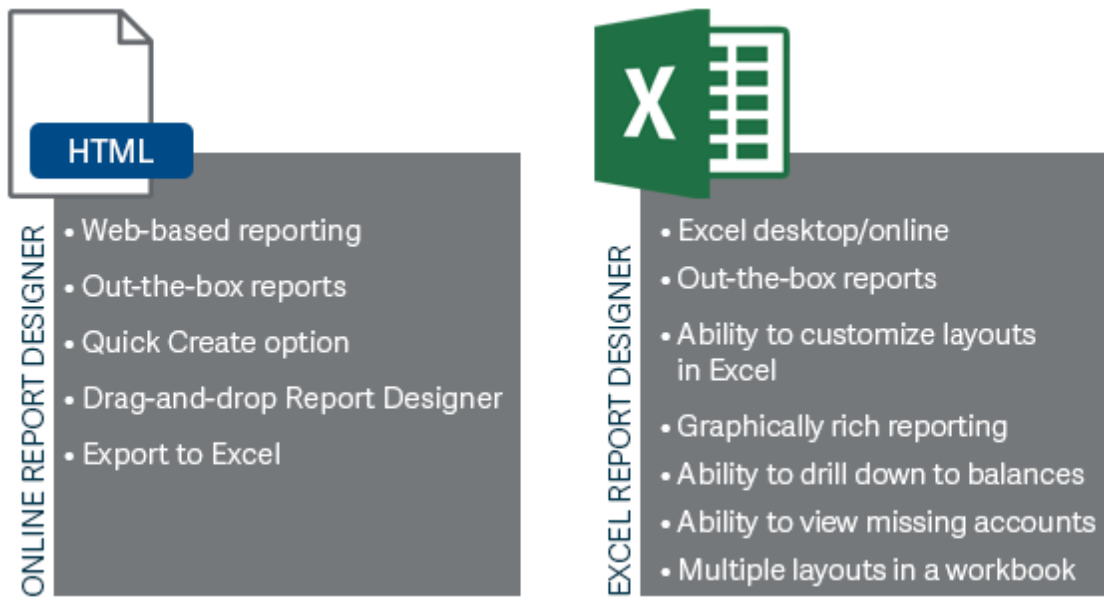 HTML
ONLINE REPORT DESIGNER
• Web-based reporting
• Out-the-box reports
• Quick Create option
• Drag-and-drop Report Designer
• Export to Excel
X
EXCEL REPORT DESIGNER
• Excel desktop/online
• Out-the-box reports
• Ability to customize layouts
in Excel
• Graphically rich reporting
• Ability to drill down to balances
• Ability to view missing accounts
• Multiple layouts in a workbook